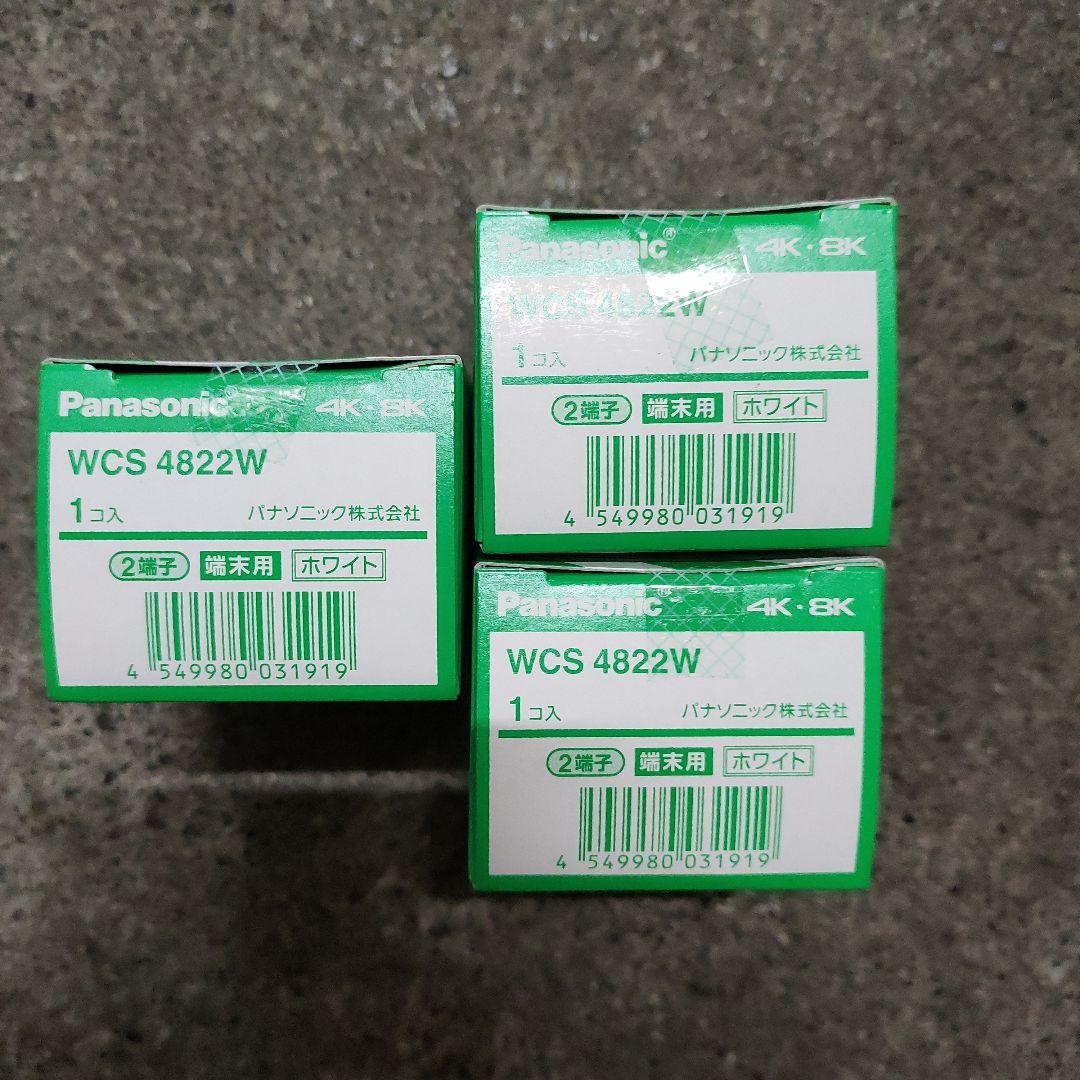 Panasonic 4K・8K
WCS 4822W
1コ入 パナソニック株式会社
2端子 端末用 ホワイト
4 549980 031919
Panasonic® 4K・8K
WCS 4822W
1コ入 パナソニック株式会社
2端子 端末用 ホワイト
4 549980 031919
Panasonic 4K・8K
WCS 4822W
1コ入 パナソニック株式会社
2端子 端末用 ホワイト
4 549980 031919